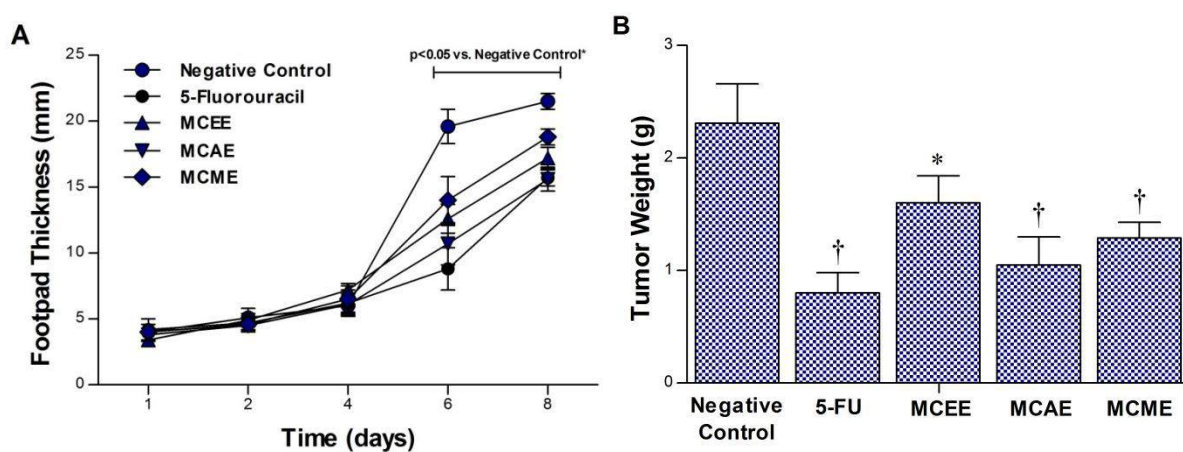 A
p<0.05 vs. Negative Control*
Negative Control
5-Fluorouracil
MCEE
MCAE
MCME
Footpad Thickness (mm)
25
20
15
10
5
0
1 2 4 6 8
Time (days)
B
Tumor Weight (g)
3
2
1
0
†
*
†
†
Negative Control 5-FU MCEE MCAE MCME